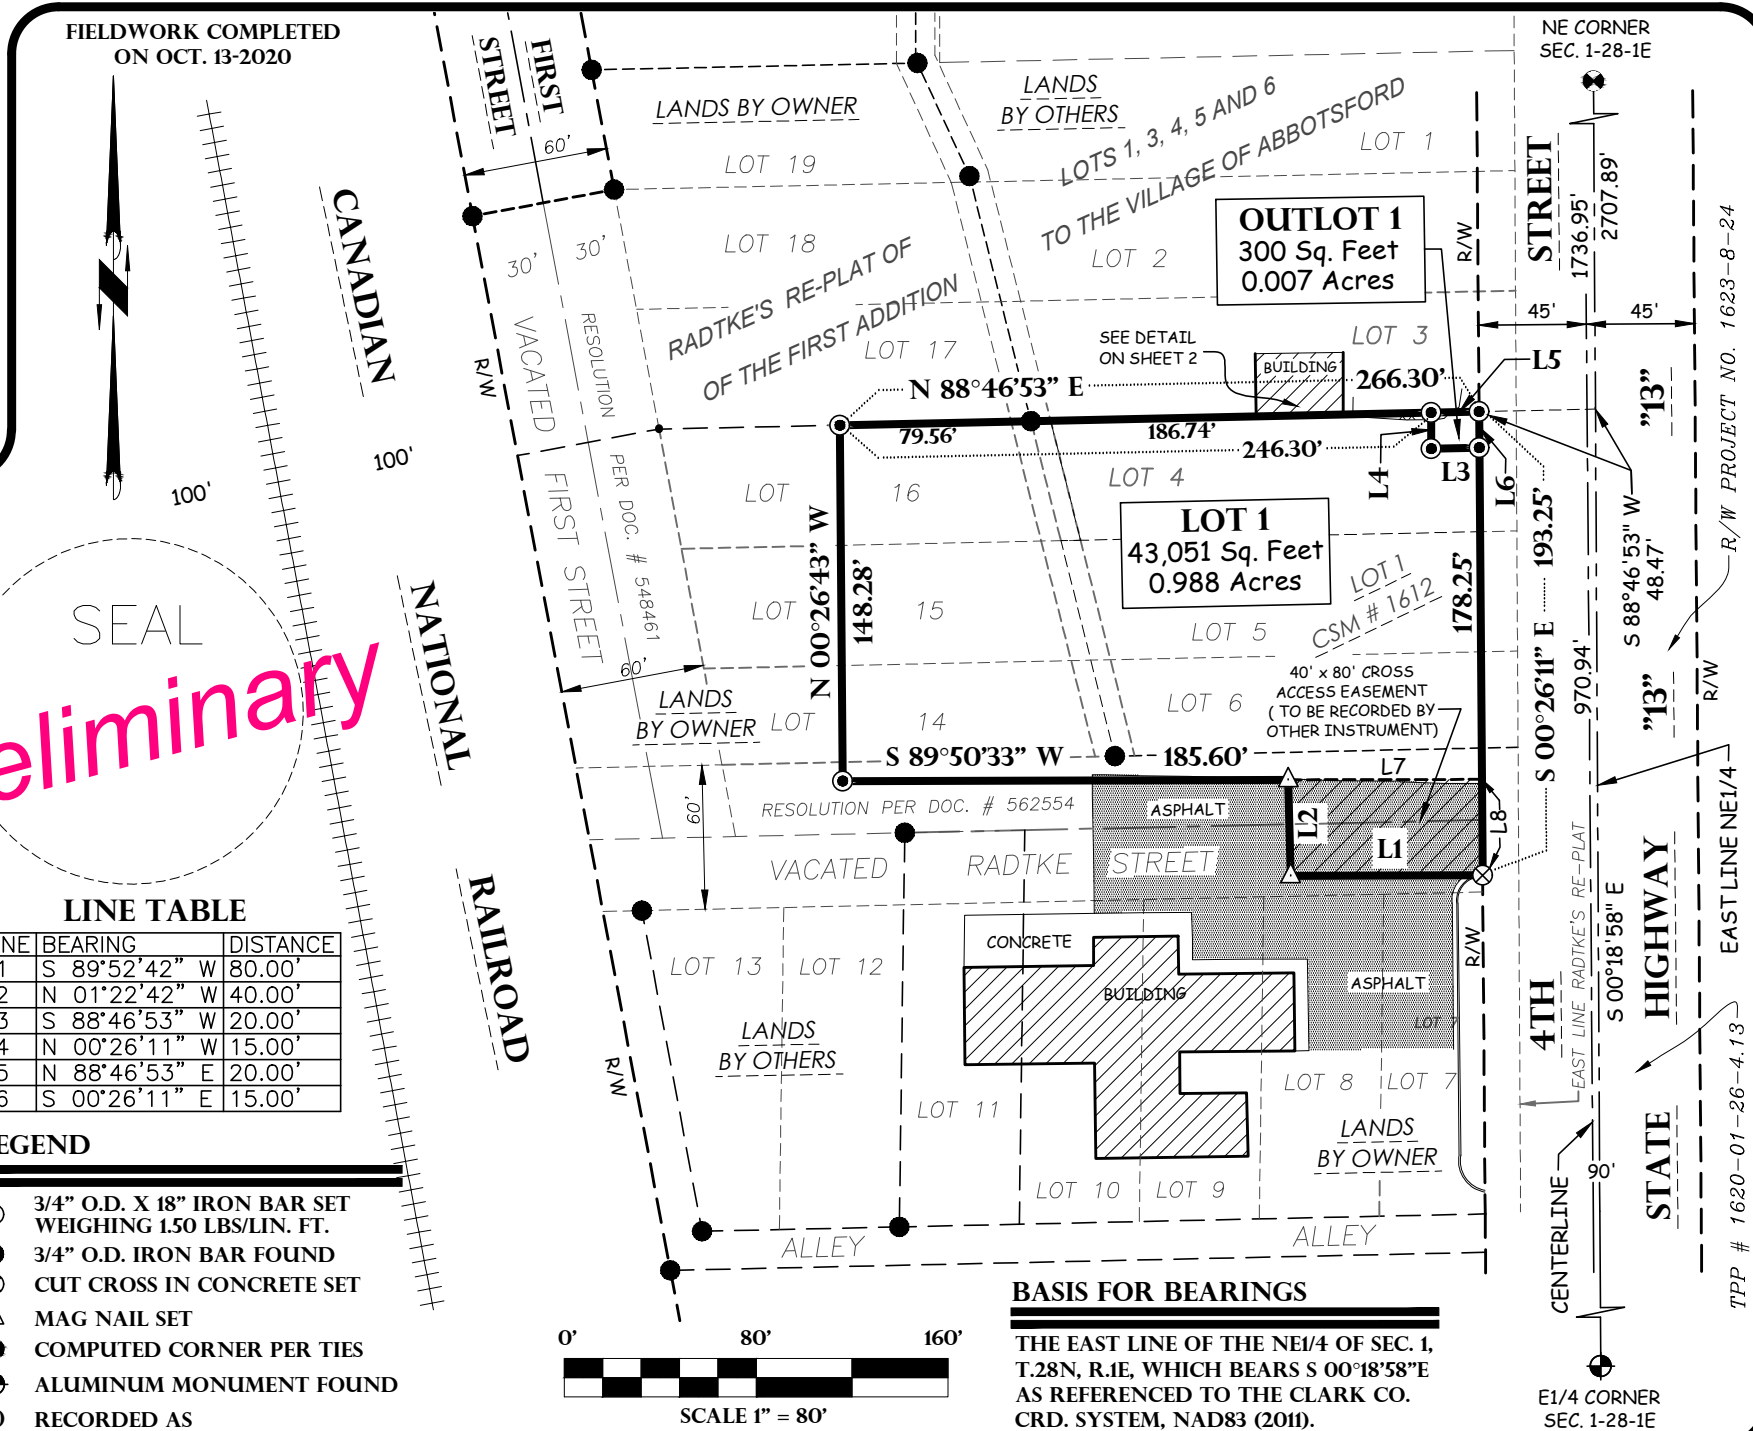 FIELDWORK COMPLETED
ON OCT. 13-2020
FIRST
STREET
60'
LANDS BY OWNER
LANDS
BY OTHERS
LOTS 1, 3, 4, 5 AND 6
TO THE VILLAGE OF ABBOTSFORD
LOT 1
LOT 19
LOT 18
LOT 2
OUTLOT 1
300 Sq. Feet
0.007 Acres
NE CORNER
SEC. 1-28-1E
STREET
R/W
1736.95'
2707.89'
45'
45'
R/W PROJECT NO. 1623-8-24
CANADIAN
NATIONAL
RAILROAD
100'
100'
R/W
30'
30'
VACATED
FIRST STREET
RESOLUTION
PER DOC. # 548461
RADTKE'S RE-PLAT OF
OF THE FIRST ADDITION
LOT 17
LOT 3
SEE DETAIL
ON SHEET 2
BUILDING
N 88°46'53" E
266.30'
L5
79.56'
186.74'
246.30'
L4
L3
L6
193.25'
"13"
LOT 4
LOT 16
LOT 1
43,051 Sq. Feet
0.988 Acres
LOT 1
CSM # 1612
178.25'
S 88°46'53" W
48.47'
N 00°26'43" W
148.28'
LOT 15
LOT 5
S 00°26'11" E
970.94'
"13"
R/W
SEAL
eliminary
60'
LANDS
BY OWNER
LOT 14
LOT 6
40' x 80' CROSS
ACCESS EASEMENT
( TO BE RECORDED BY
OTHER INSTRUMENT)
S 89°50'33" W
185.60'
L7
60'
RESOLUTION PER DOC. # 562554
ASPHALT
L2
L1
L8
VACATED RADTKE STREET
EAST LINE RADTKE'S RE-PLAT
S 00°18'58" E
HIGHWAY
EAST LINE NE1/4
LINE TABLE
NE BEARING DISTANCE
1 S 89°52'42" W 80.00'
2 N 01°22'42" W 40.00'
3 S 88°46'53" W 20.00'
4 N 00°26'11" W 15.00'
5 N 88°46'53" E 20.00'
6 S 00°26'11" E 15.00'
LOT 13
LOT 12
CONCRETE
BUILDING
ASPHALT
LOT 7
R/W
4TH
LANDS
BY OTHERS
R/W
LOT 11
LOT 8
LOT 7
LANDS
BY OWNER
LOT 10
LOT 9
ALLEY
ALLEY
CENTERLINE
90'
STATE
TPP # 1620-01-26-4.13
EGEND
3/4" O.D. X 18" IRON BAR SET
WEIGHING 1.50 LBS/LIN. FT.
3/4" O.D. IRON BAR FOUND
CUT CROSS IN CONCRETE SET
MAG NAIL SET
COMPUTED CORNER PER TIES
ALUMINUM MONUMENT FOUND
RECORDED AS
0' 80' 160'
SCALE 1" = 80'
BASIS FOR BEARINGS
THE EAST LINE OF THE NE1/4 OF SEC. 1,
T.28N, R.1E, WHICH BEARS S 00°18'58"E
AS REFERENCED TO THE CLARK CO.
CRD. SYSTEM, NAD83 (2011).
E1/4 CORNER
SEC. 1-28-1E